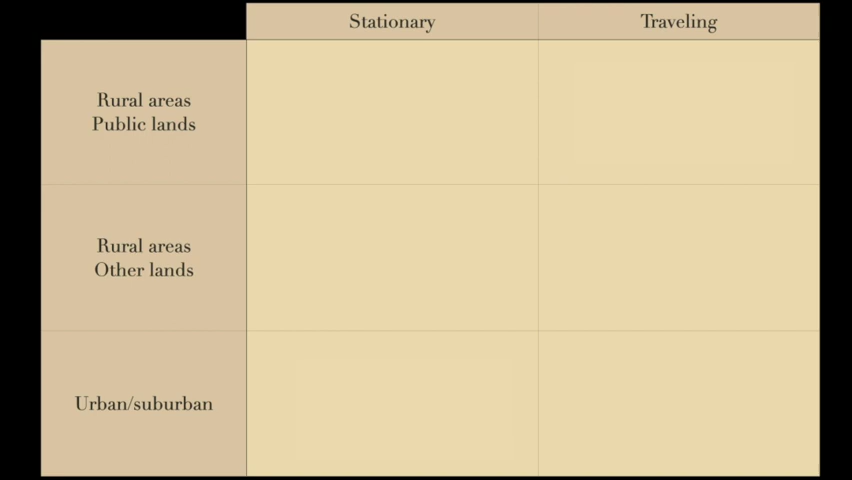 Stationary
Traveling
Rural areas
Public lands
Rural areas
Other lands
Urban/suburban